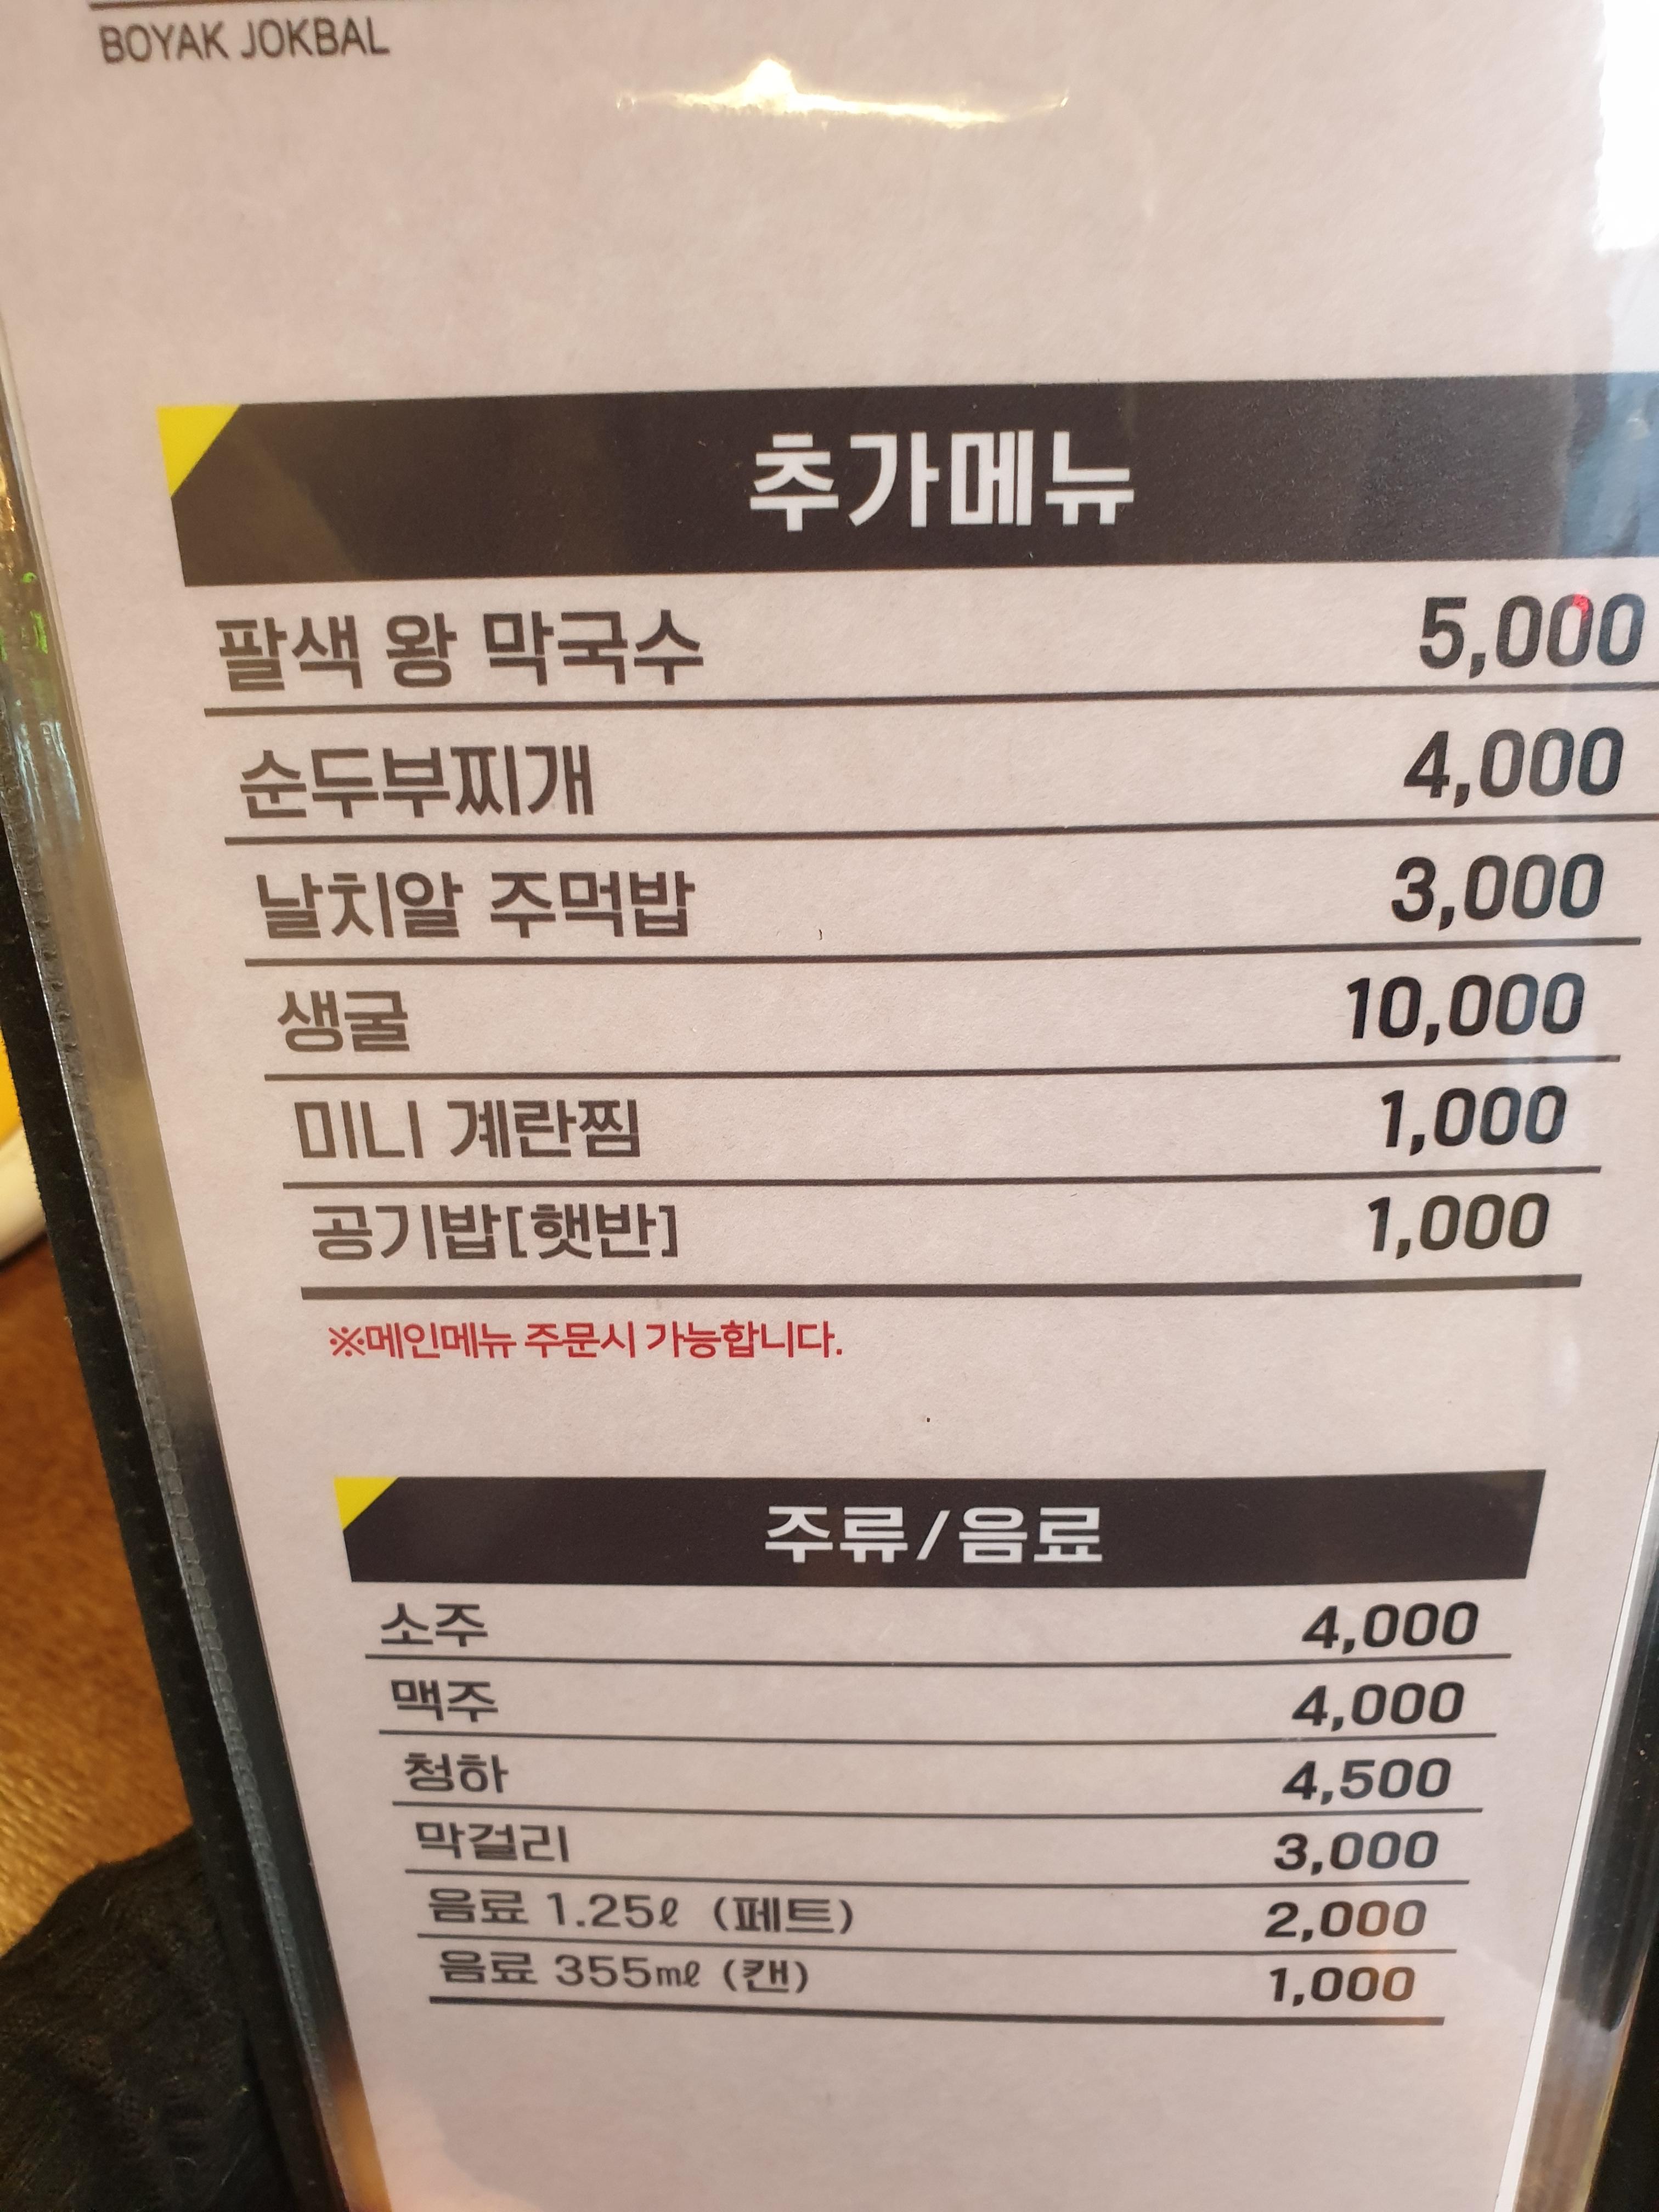 BOYAK JOKBAL
추가메뉴
팔색 왕 막국수 5,000
순두부찌개 4,000
날치알 주먹밥 3,000
생굴 10,000
미니 계란찜 1,000
공기밥[햇반] 1,000
※메인메뉴 주문시 가능합니다.
주류/음료
소주 4,000
맥주 4,000
청하 4,500
막걸리 3,000
음료 1.25ℓ (페트) 2,000
음료 355㎖ (캔) 1,000